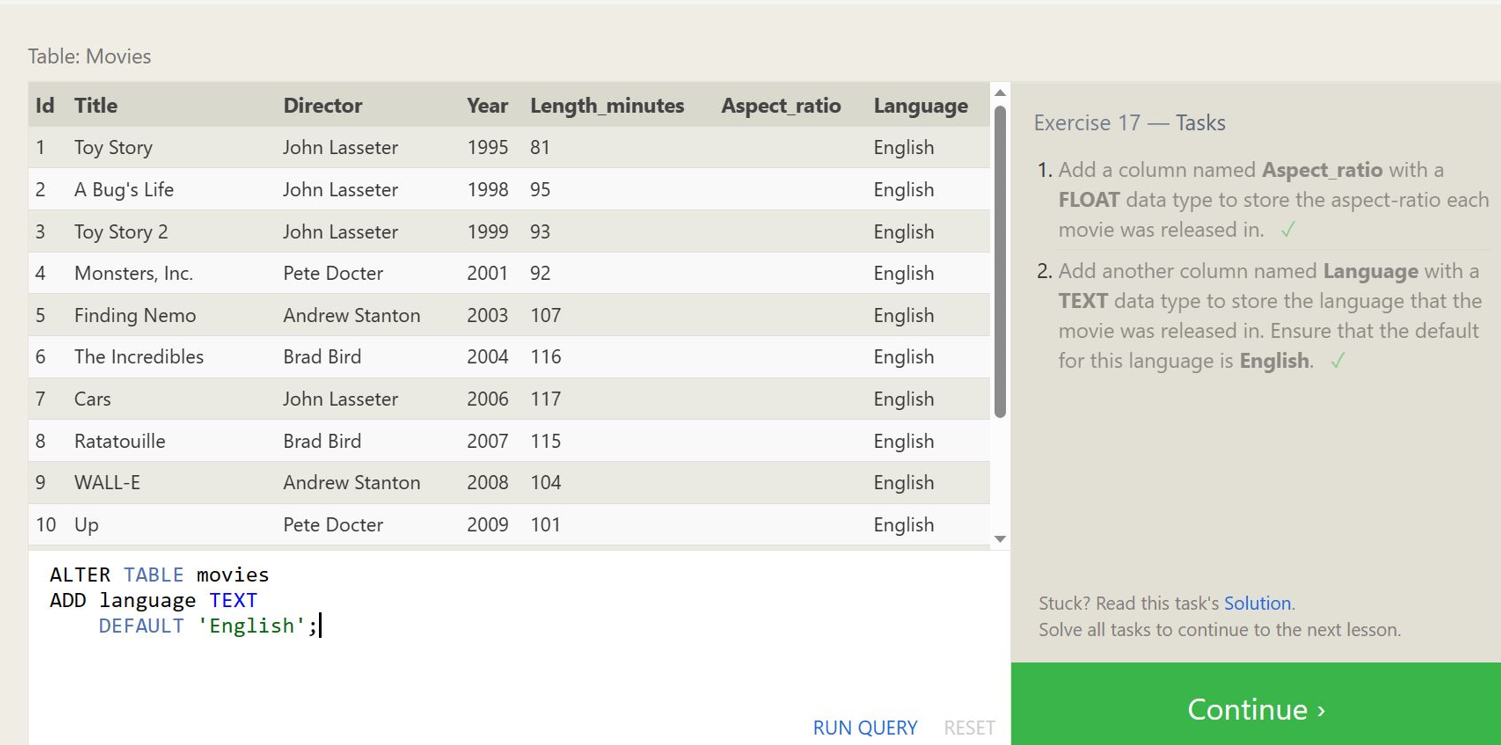 Table: Movies
Id Title Director Year Length_minutes Aspect_ratio Language
1 Toy Story John Lasseter 1995 81 English
2 A Bug's Life John Lasseter 1998 95 English
3 Toy Story 2 John Lasseter 1999 93 English
4 Monsters, Inc. Pete Docter 2001 92 English
5 Finding Nemo Andrew Stanton 2003 107 English
6 The Incredibles Brad Bird 2004 116 English
7 Cars John Lasseter 2006 117 English
8 Ratatouille Brad Bird 2007 115 English
9 WALL-E Andrew Stanton 2008 104 English
10 Up Pete Docter 2009 101 English
ALTER TABLE movies
ADD language TEXT
    DEFAULT 'English';
RUN QUERY RESET
Exercise 17 — Tasks
1. Add a column named Aspect_ratio with a
FLOAT data type to store the aspect-ratio each
movie was released in. ✓
2. Add another column named Language with a
TEXT data type to store the language that the
movie was released in. Ensure that the default
for this language is English. ✓
Stuck? Read this task's Solution.
Solve all tasks to continue to the next lesson.
Continue ›